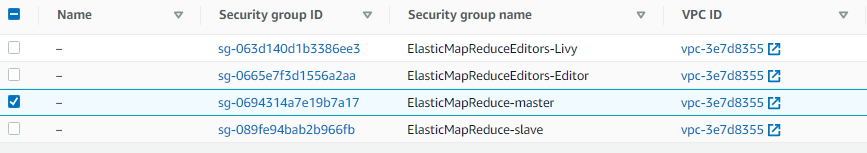 Name Security group ID Security group name VPC ID
– sg-063d140d1b3386ee3 ElasticMapReduceEditors-Livy vpc-3e7d8355
– sg-0665e7f3d1556a2aa ElasticMapReduceEditors-Editor vpc-3e7d8355
– sg-0694314a7e19b7a17 ElasticMapReduce-master vpc-3e7d8355
– sg-089fe94bab2b966fb ElasticMapReduce-slave vpc-3e7d8355